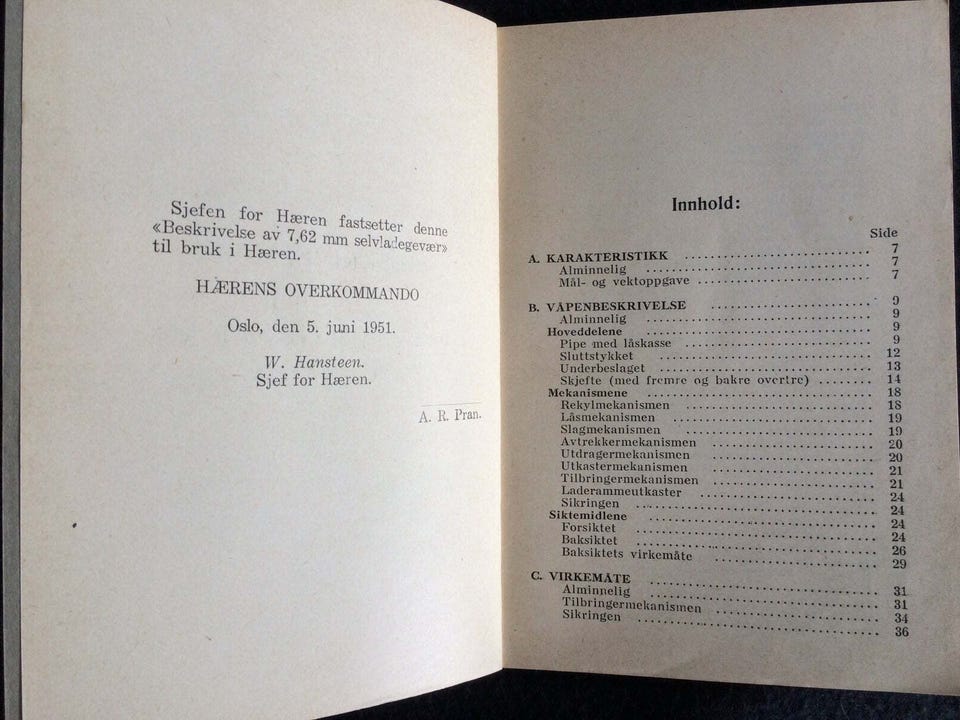 Sjefen for Hæren fastsetter denne
«Beskrivelse av 7,62 mm selvladegevær»
til bruk i Hæren.
HÆRENS OVERKOMMANDO
Oslo, den 5. juni 1951.
W. Hansteen.
Sjef for Hæren.
A. R. Pran.
Innhold:
Side
A. KARAKTERISTIKK ........ 7
Alminnelig ........ 7
Mål- og vektoppgave ........ 7
B. VÅPENBESKRIVELSE ........ 9
Alminnelig ........ 9
Hoveddelene ........ 9
Pipe med låskasse ........ 9
Sluttstykket ........ 12
Underbeslaget ........ 13
Skjefte (med fremre og bakre overtre) ........ 14
Mekanismene ........ 18
Rekylmekanismen ........ 18
Låsmekanismen ........ 19
Slagmekanismen ........ 19
Avtrekkermekanismen ........ 20
Utdragermekanismen ........ 20
Utkastermekanismen ........ 21
Tilbringermekanismen ........ 21
Laderammeutkaster ........ 24
Sikringen ........ 24
Siktemidlene ........ 24
Forsiktet ........ 24
Baksiktet ........ 26
Baksiktets virkemåte ........ 29
C. VIRKEMÅTE ........ 31
Alminnelig ........ 31
Tilbringermekanismen ........ 34
Sikringen ........ 36